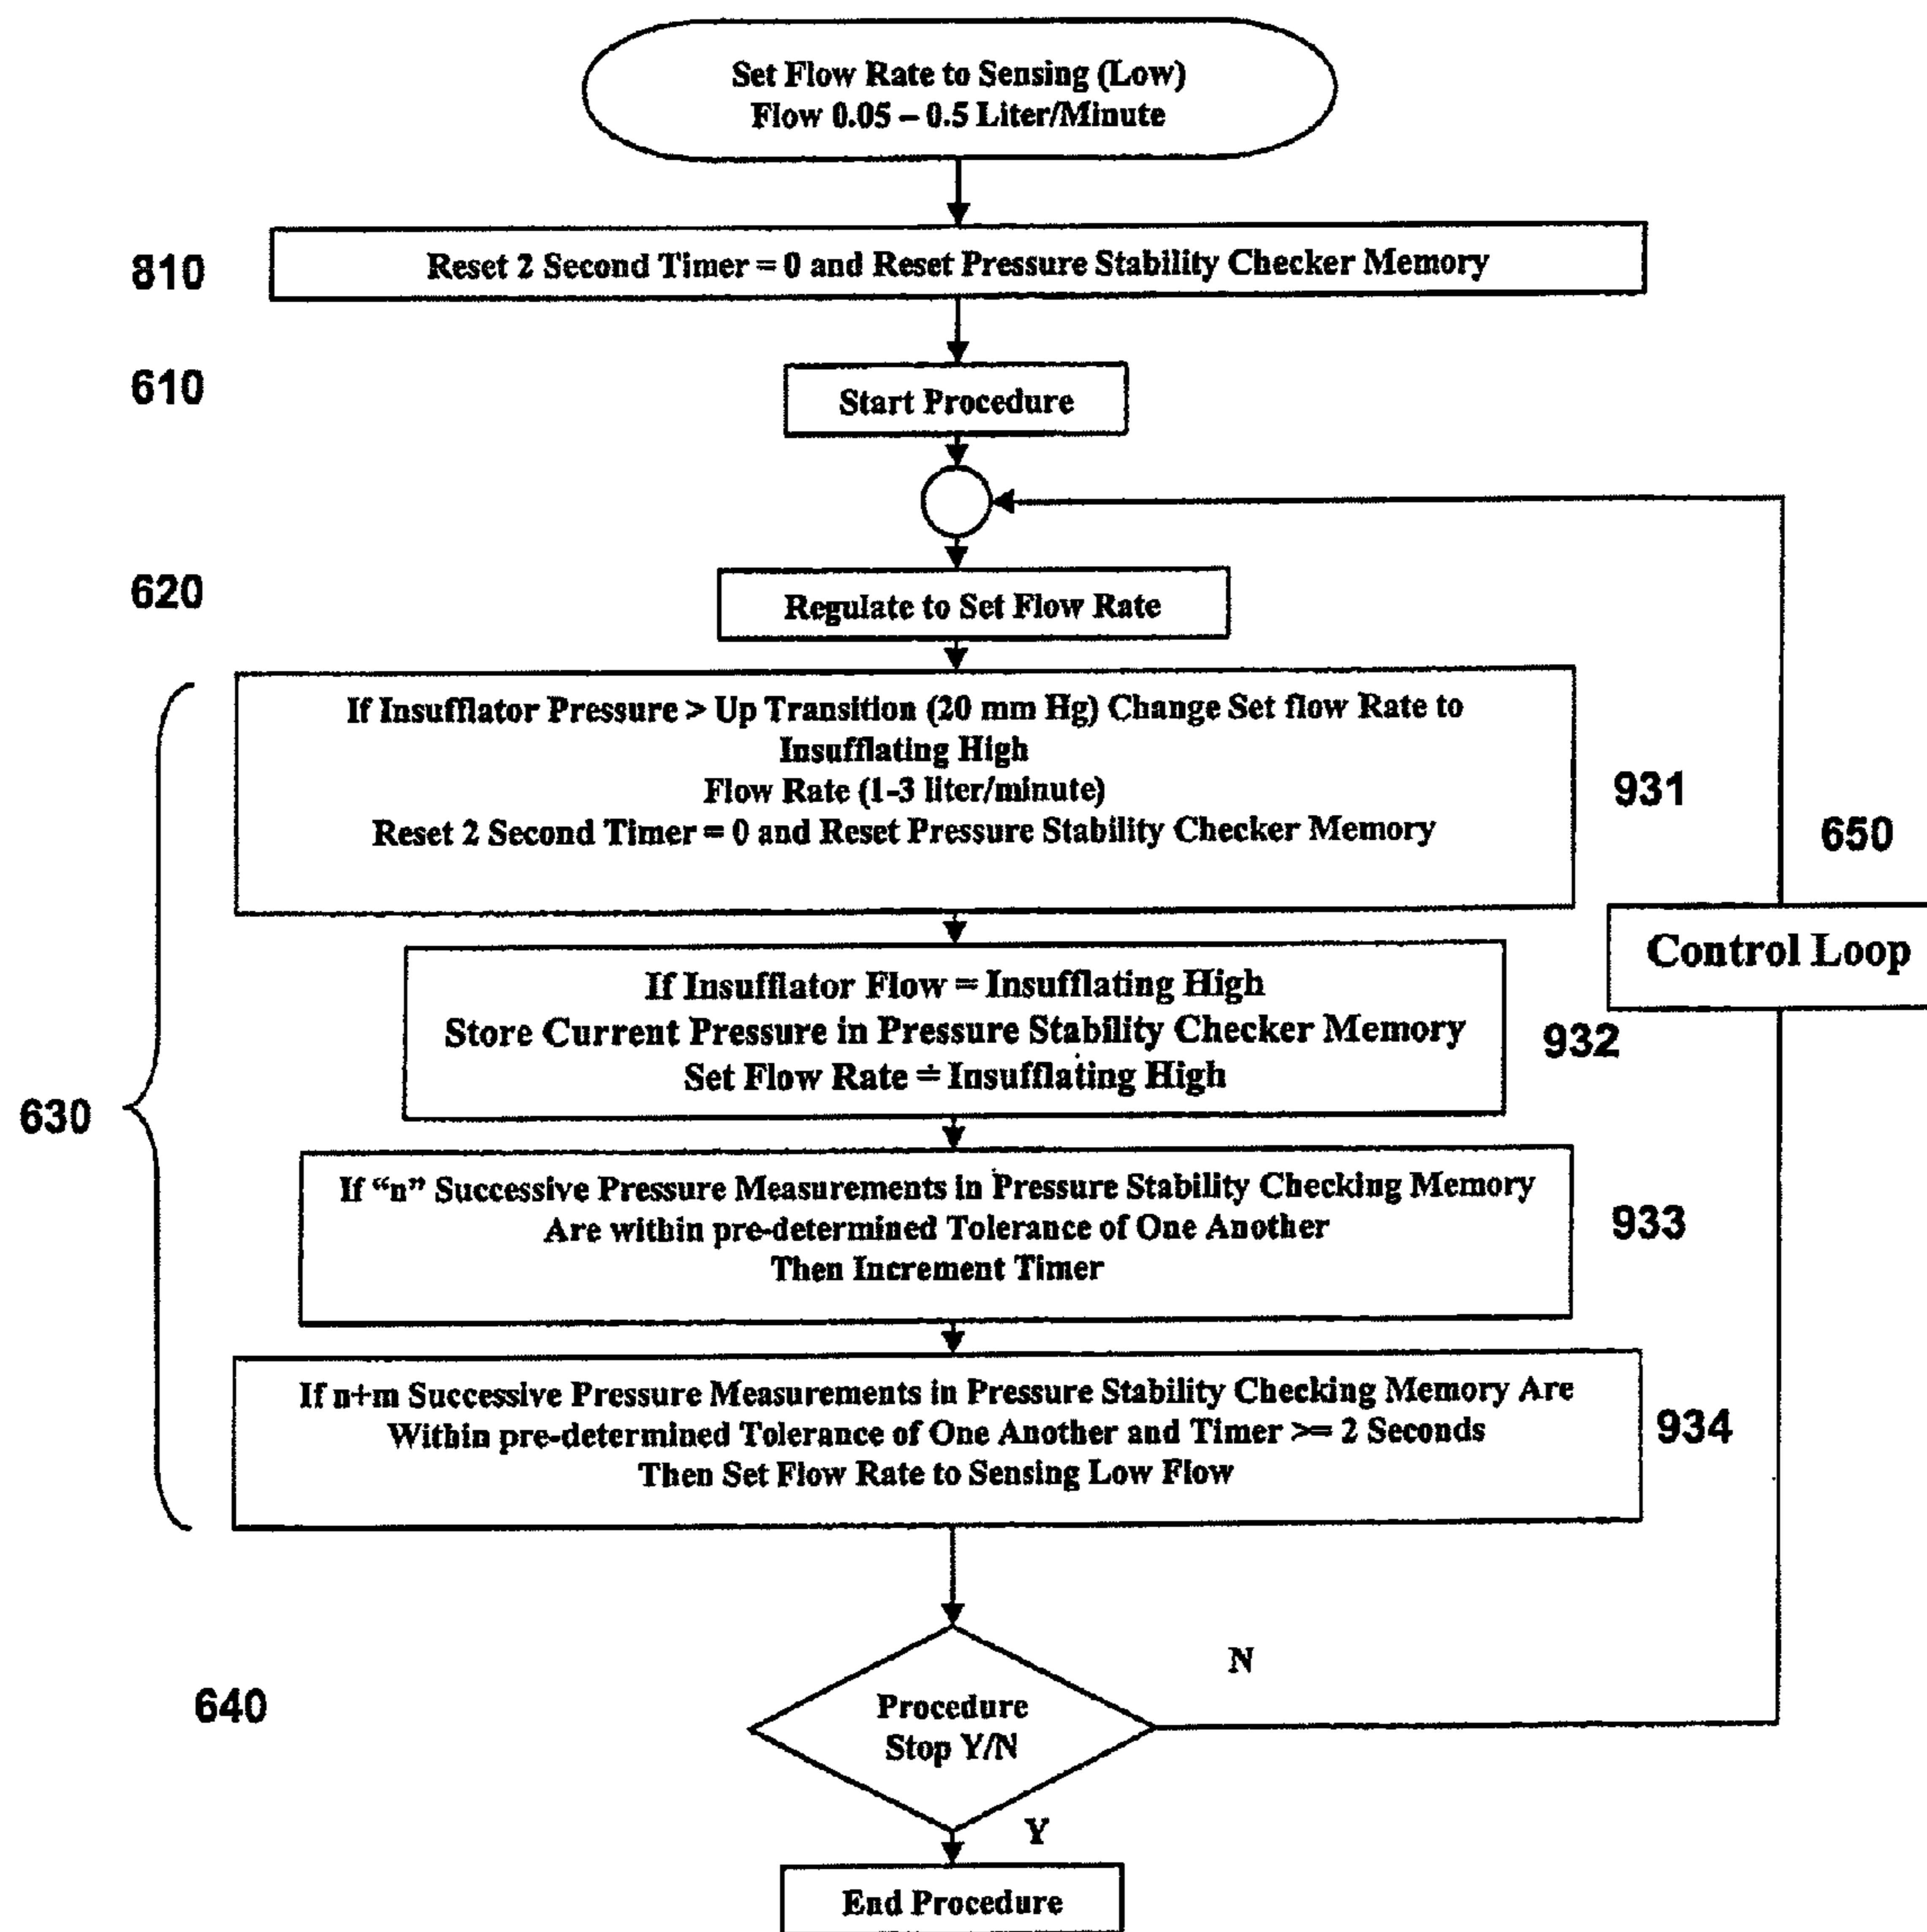 Set Flow Rate to Sensing (Low)
Flow 0.05 – 0.5 Liter/Minute
810
Reset 2 Second Timer = 0 and Reset Pressure Stability Checker Memory
610
Start Procedure
620
Regulate to Set Flow Rate
If Insufflator Pressure > Up Transition (20 mm Hg) Change Set flow Rate to
Insufflating High
Flow Rate (1-3 liter/minute)
Reset 2 Second Timer = 0 and Reset Pressure Stability Checker Memory
931
650
Control Loop
If Insufflator Flow = Insufflating High
Store Current Pressure in Pressure Stability Checker Memory
Set Flow Rate = Insufflating High
932
630
If “n” Successive Pressure Measurements in Pressure Stability Checking Memory
Are within pre-determined Tolerance of One Another
Then Increment Timer
933
If n+m Successive Pressure Measurements in Pressure Stability Checking Memory Are
Within pre-determined Tolerance of One Another and Timer >= 2 Seconds
Then Set Flow Rate to Sensing Low Flow
934
640
Procedure
Stop Y/N
N
Y
End Procedure